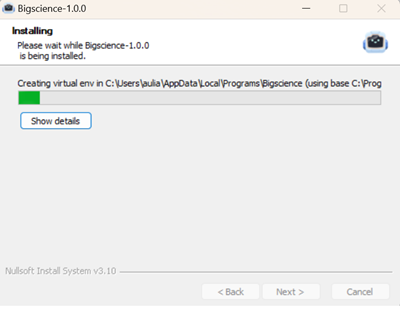 Bigscience-1.0.0
Installing
Please wait while Bigscience-1.0.0
is being installed.
Creating virtual env in C:\Users\aulia\AppData\Local\Programs\Bigscience (using base C:\Prog
Show details
Nullsoft Install System v3.10
< Back Next > Cancel